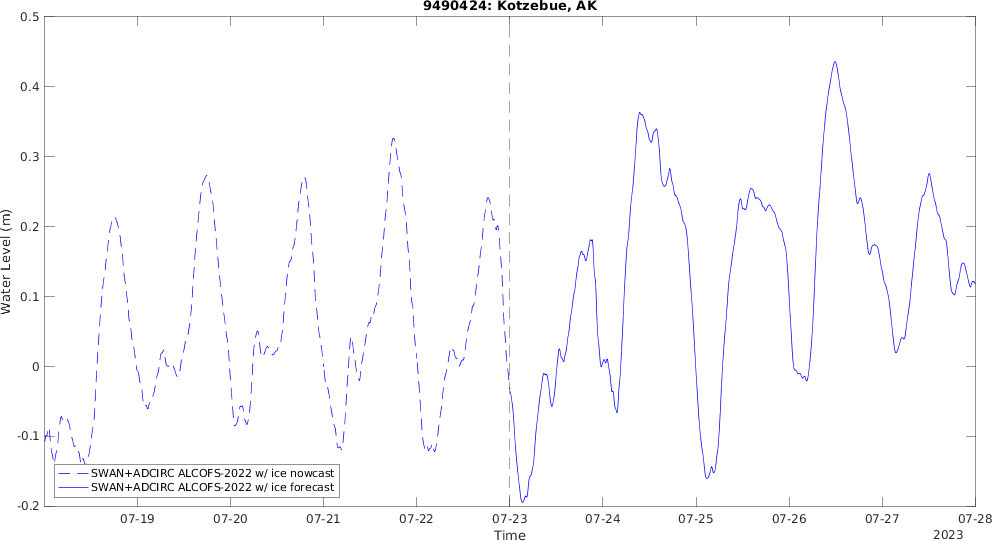 9490424: Kotzebue, AK
0.5
0.4
0.3
0.2
0.1
0
-0.1
-0.2
Water Level (m)
SWAN+ADCIRC ALCOFS-2022 w/ ice nowcast
SWAN+ADCIRC ALCOFS-2022 w/ ice forecast
07-19 07-20 07-21 07-22 07-23 07-24 07-25 07-26 07-27 07-28
Time
2023